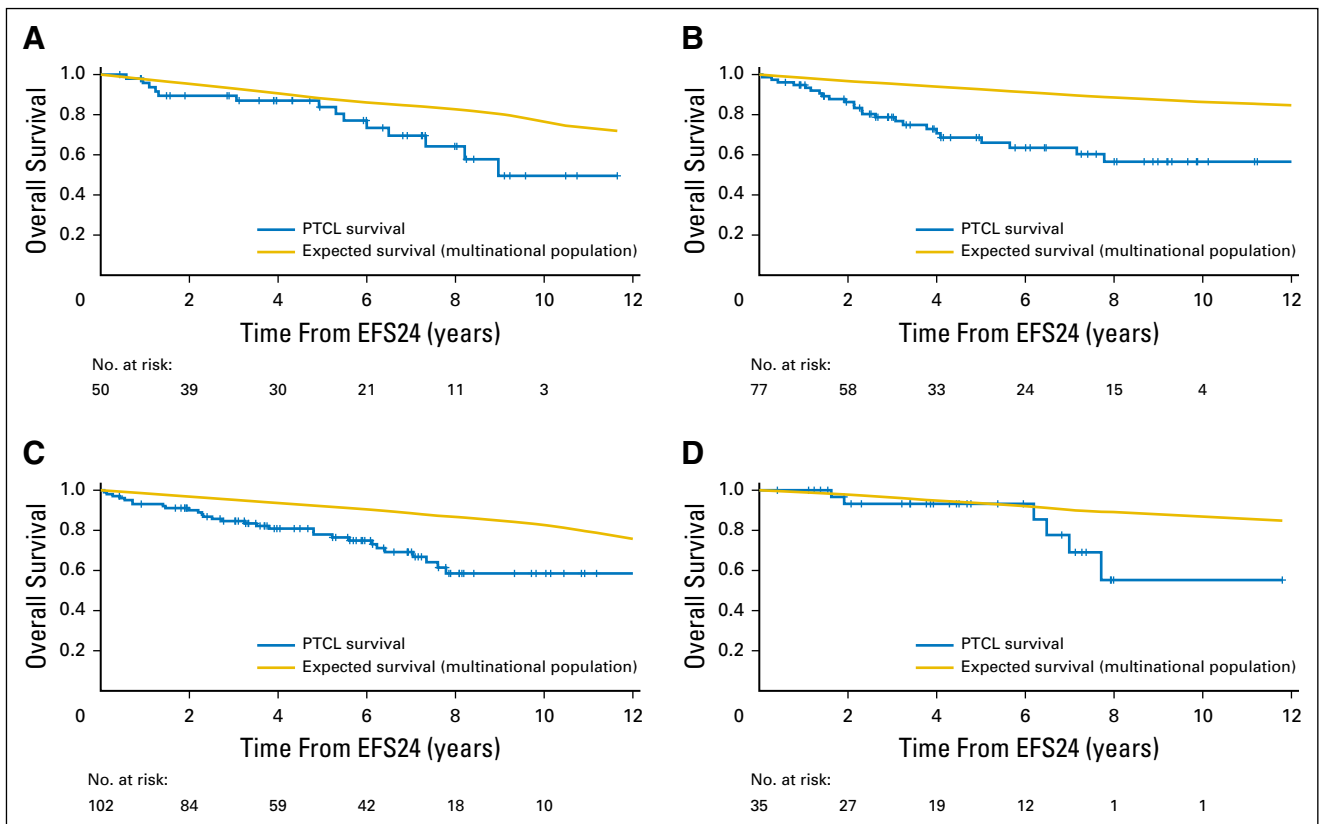 A
1.0
0.8
0.6
0.4
0.2
Overall Survival
PTCL survival
Expected survival (multinational population)
0 2 4 6 8 10 12
Time From EFS24 (years)
No. at risk:
50 39 30 21 11 3
B
1.0
0.8
0.6
0.4
0.2
Overall Survival
PTCL survival
Expected survival (multinational population)
0 2 4 6 8 10 12
Time From EFS24 (years)
No. at risk:
77 58 33 24 15 4
C
1.0
0.8
0.6
0.4
0.2
Overall Survival
PTCL survival
Expected survival (multinational population)
0 2 4 6 8 10 12
Time From EFS24 (years)
No. at risk:
102 84 59 42 18 10
D
1.0
0.8
0.6
0.4
0.2
Overall Survival
PTCL survival
Expected survival (multinational population)
0 2 4 6 8 10 12
Time From EFS24 (years)
No. at risk:
35 27 19 12 1 1